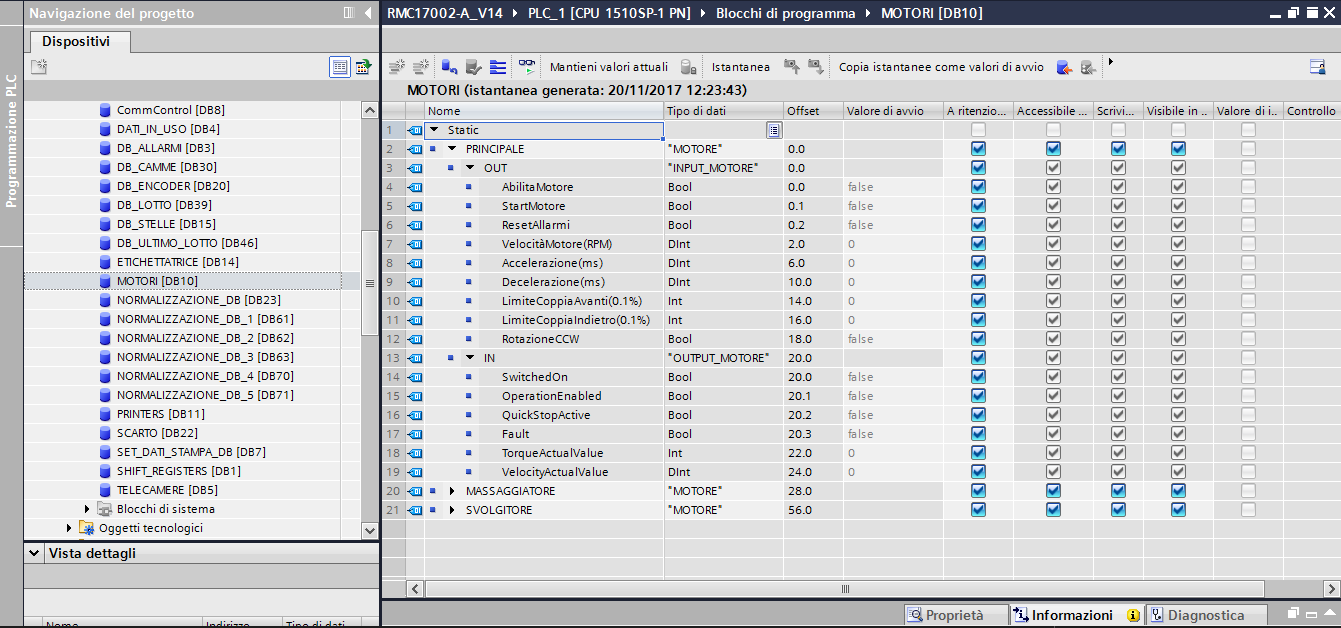 Navigazione del progetto
RMC17002-A_V14 PLC_1 [CPU 1510SP-1 PN] Blocchi di programma MOTORI [DB10]
Programmazione PLC
Dispositivi
CommControl [DB8]
DATI_IN_USO [DB4]
DB_ALLARMI [DB3]
DB_CAMME [DB30]
DB_ENCODER [DB20]
DB_LOTTO [DB39]
DB_STELLE [DB15]
DB_ULTIMO_LOTTO [DB46]
ETICHETTATRICE [DB14]
MOTORI [DB10]
NORMALIZZAZIONE_DB [DB23]
NORMALIZZAZIONE_DB_1 [DB61]
NORMALIZZAZIONE_DB_2 [DB62]
NORMALIZZAZIONE_DB_3 [DB63]
NORMALIZZAZIONE_DB_4 [DB70]
NORMALIZZAZIONE_DB_5 [DB71]
PRINTERS [DB11]
SCARTO [DB22]
SET_DATI_STAMPA_DB [DB7]
SHIFT_REGISTERS [DB1]
TELECAMERE [DB5]
Blocchi di sistema
Oggetti tecnologici
Vista dettagli
Nome Indirizzo Tipo di dati
Mantieni valori attuali Istantanea Copia istantanee come valori di avvio
MOTORI (istantanea generata: 20/11/2017 12:23:43)
Nome Tipo di dati Offset Valore di avvio A ritenzio... Accessibile ... Scrivi... Visibile in .. Valore di i.. Controllo
1 Static
2 PRINCIPALE "MOTORE" 0.0
3 OUT "INPUT_MOTORE" 0.0
4 AbilitaMotore Bool 0.0 false
5 StartMotore Bool 0.1 false
6 ResetAllarmi Bool 0.2 false
7 VelocitàMotore(RPM) DInt 2.0 0
8 Accelerazione(ms) DInt 6.0 0
9 Decelerazione(ms) DInt 10.0 0
10 LimiteCoppiaAvanti(0.1%) Int 14.0 0
11 LimiteCoppiaIndietro(0.1%) Int 16.0 0
12 RotazioneCCW Bool 18.0 false
13 IN "OUTPUT_MOTORE" 20.0
14 SwitchedOn Bool 20.0 false
15 OperationEnabled Bool 20.1 false
16 QuickStopActive Bool 20.2 false
17 Fault Bool 20.3 false
18 TorqueActualValue Int 22.0 0
19 VelocityActualValue DInt 24.0 0
20 MASSAGGIATORE "MOTORE" 28.0
21 SVOLGITORE "MOTORE" 56.0
Proprietà Informazioni Diagnostica